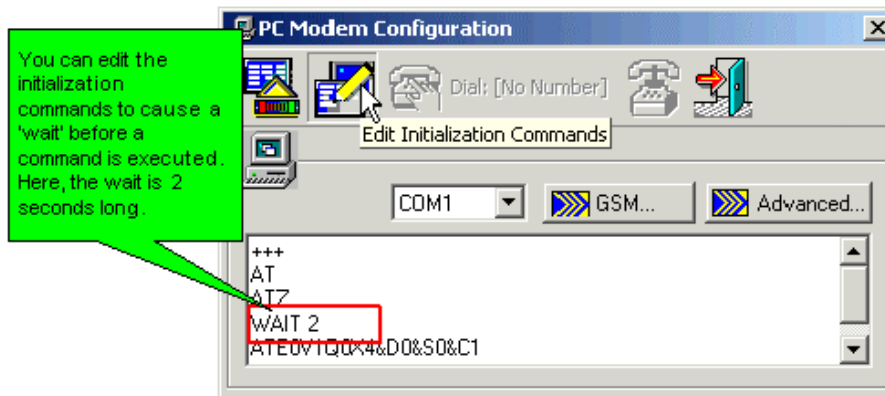 PC Modem Configuration
You can edit the
initialization
commands to cause a
'wait' before a
command is executed.
Here, the wait is 2
seconds long.
Dial: [No Number]
Edit Initialization Commands
COM1
GSM...
Advanced...
+++
AT
ATZ
WAIT 2
ATE0V1Q0X4&D0&S0&C1